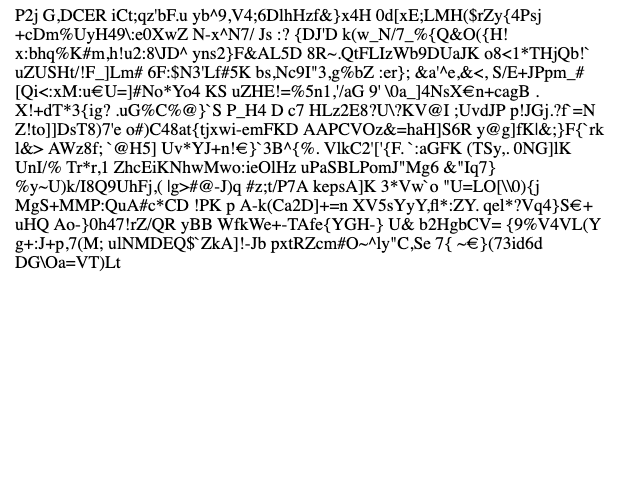 P2j G,DCER iCt;qz'bF.u yb^9,V4;6DlhHzf&}x4H 0d[xE;LMH($rZy{4Psj
+cDm%UyH49\:e0XwZ N-x^N7/ Js :? {DJ'D k(w_N/7_%{Q&O({H!
x:bhq%K#m,h!u2:8\JD^ yns2}F&AL5D 8R~.QtFLIzWb9DUaJK o8<1*THjQb!`
uZUSHt/!F_]Lm# 6F:$N3'Lf#5K bs,Nc9I"3,g%bZ :er}; &a'^e,&<, S/E+JPpm_#
[Qi<:xM:u€U=]#No*Yo4 KS uZHE!=%5n1,'/aG 9' \0a_]4NsX€n+cagB .
X!+dT*3{ig? .uG%C%@}`S P_H4 D c7 HLz2E8?U\?KV@I ;UvdJP p!JGj.?f`=N
Z!to]]DsT8)7'e o#)C48at{tjxwi-emFKD AAPCVOz&=haH]S6R y@g]fKl&;}F{`rk
l&> AWz8f; `@H5] Uv*YJ+n!€}`3B^{%. VlkC2'['{F.`:aGFK (TSy,. 0NG]lK
UnI/% Tr*r,1 ZhcEiKNhwMwo:ieOlHz uPaSBLPomJ"Mg6 &"Iq7}
%y~U)k/I8Q9UhFj,( |g>#@-J)q #z;t/P7A kepsA]K 3*Vw`o "U=LO[\\0){j
MgS+MMP:QuA#c*CD !PK p A-k(Ca2D]+=n XV5sYyY,fl*:ZY. qel*?Vq4}S€+
uHQ Ao-}0h47!rZ/QR yBB WfkWe+-TAfe{YGH-} U& b2HgbCV= {9%V4VL(Y
g+:J+p,7(M; ulNMDEQ$`ZkA]!-Jb pxtRZcm#O~^ly"C,Se 7{ ~€}(73id6d
DG\Oa=VT)Lt